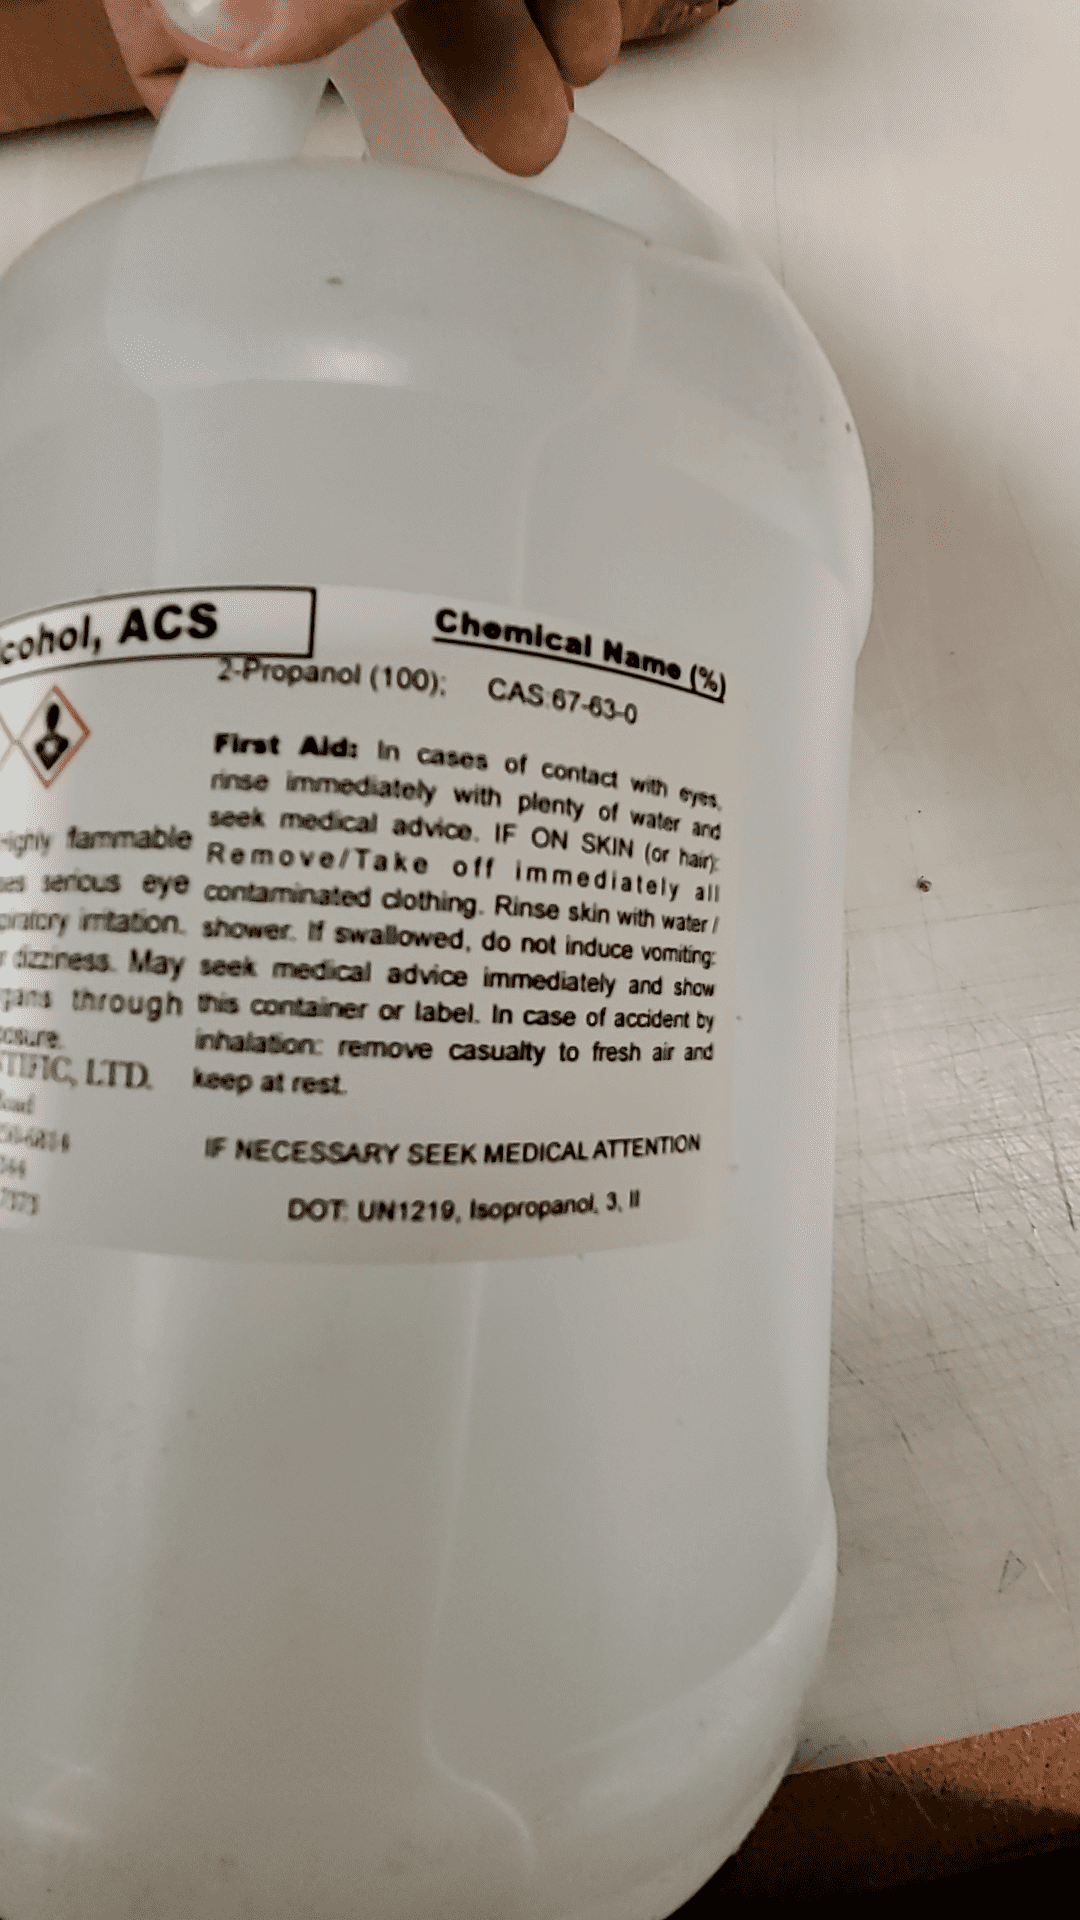 cohol, ACS
Chemical Name (%)
2-Propanol (100); CAS:67-63-0
First Aid: In cases of contact with eyes,
rinse immediately with plenty of water and
seek medical advice. IF ON SKIN (or hair):
Remove/Take off immediately all
contaminated clothing. Rinse skin with water /
shower. If swallowed, do not induce vomiting:
seek medical advice immediately and show
this container or label. In case of accident by
inhalation: remove casualty to fresh air and
keep at rest.
IF NECESSARY SEEK MEDICAL ATTENTION
DOT: UN1219, Isopropanol, 3, II
Highly flammable
serious eye
irritation.
dizziness. May
through
LTD.